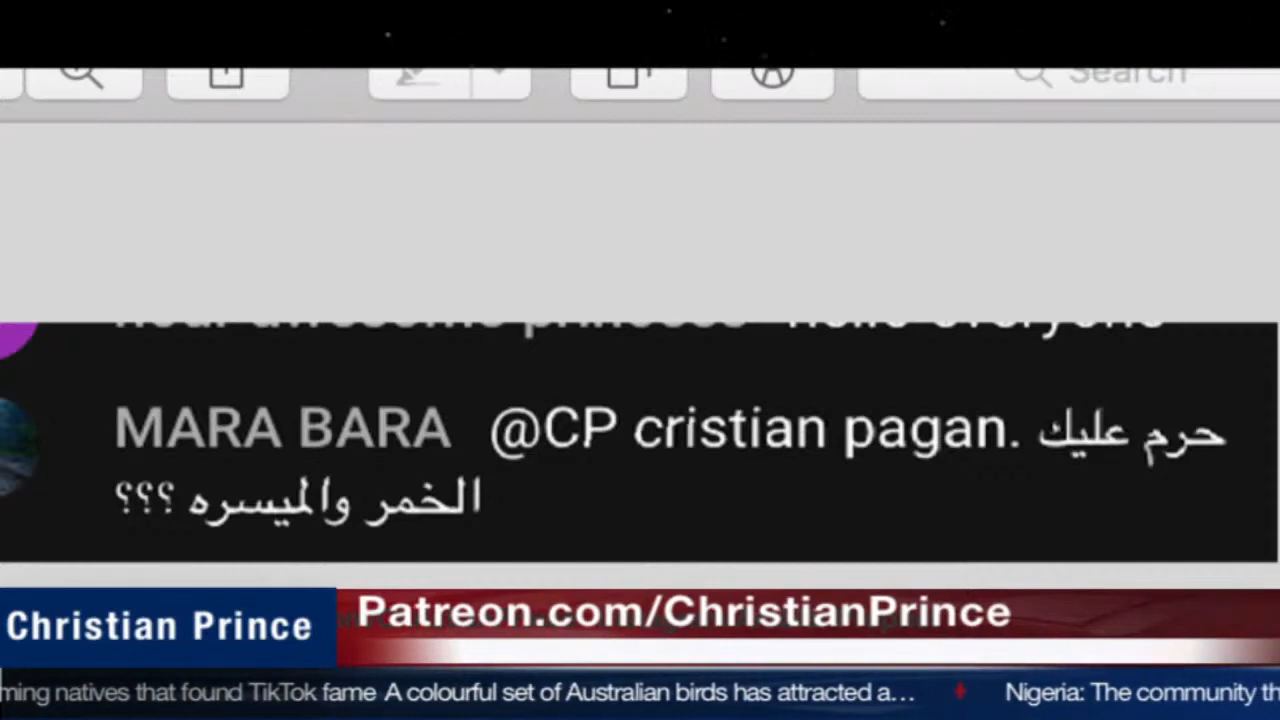 Search
MARA BARA @CP cristian pagan. حرم عليك
الخمر والميسره ؟؟؟
Christian Prince
Patreon.com/ChristianPrince
ming natives that found TikTok fame A colourful set of Australian birds has attracted a… Nigeria: The community th